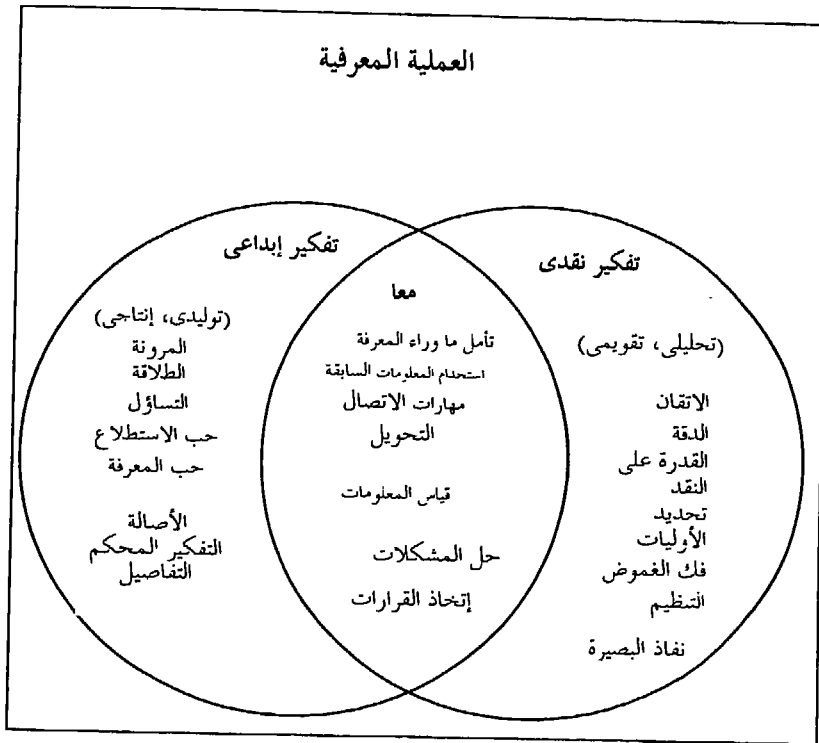 العملية المعرفية
تفكير نقدى
(تحليلى، تقويمى)
الاتقان
الدقة
القدرة على
النقد
تحديد
الأوليات
فك الغموض
التنظيم
نفاذ البصيرة
معا
تأمل ما وراء المعرفة
استحدام المعلومات السابقة
مهارات الاتصال
التحويل
قياس المعلومات
حل المشكلات
إتخاذ القرارات
تفكير إبداعى
(توليدى، إنتاجى)
المرونة
الطلاقة
التساؤل
حب الاستطلاع
حب المعرفة
الأصالة
التفكير المحكم
التفاصيل